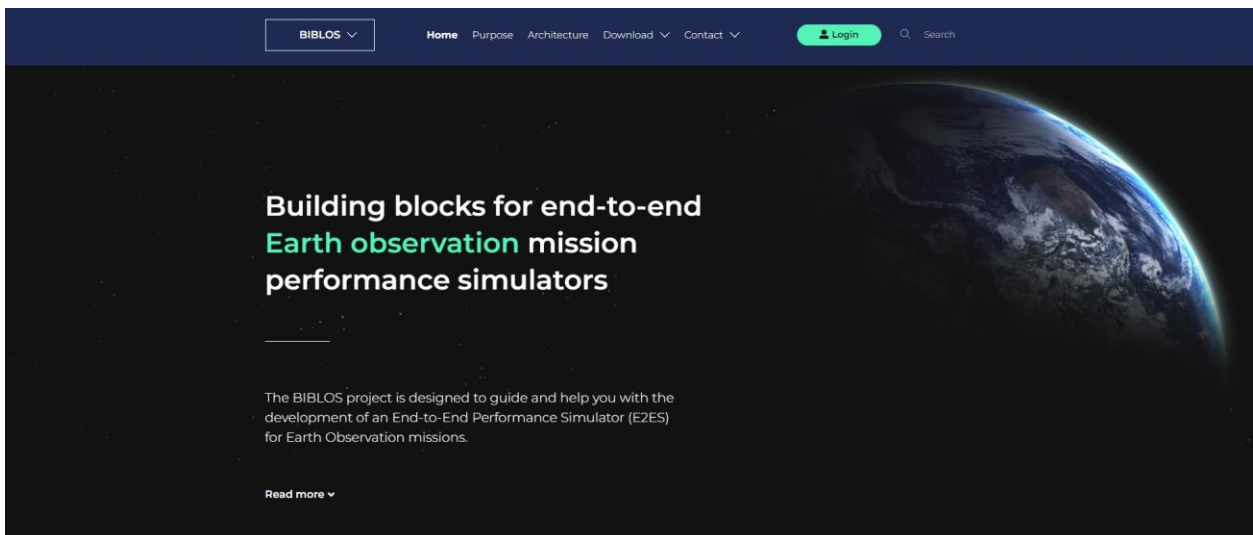 BIBLOS Home Purpose Architecture Download Contact Login Search
Building blocks for end-to-end
Earth observation mission
performance simulators
The BIBLOS project is designed to guide and help you with the
development of an End-to-End Performance Simulator (E2ES)
for Earth Observation missions.
Read more